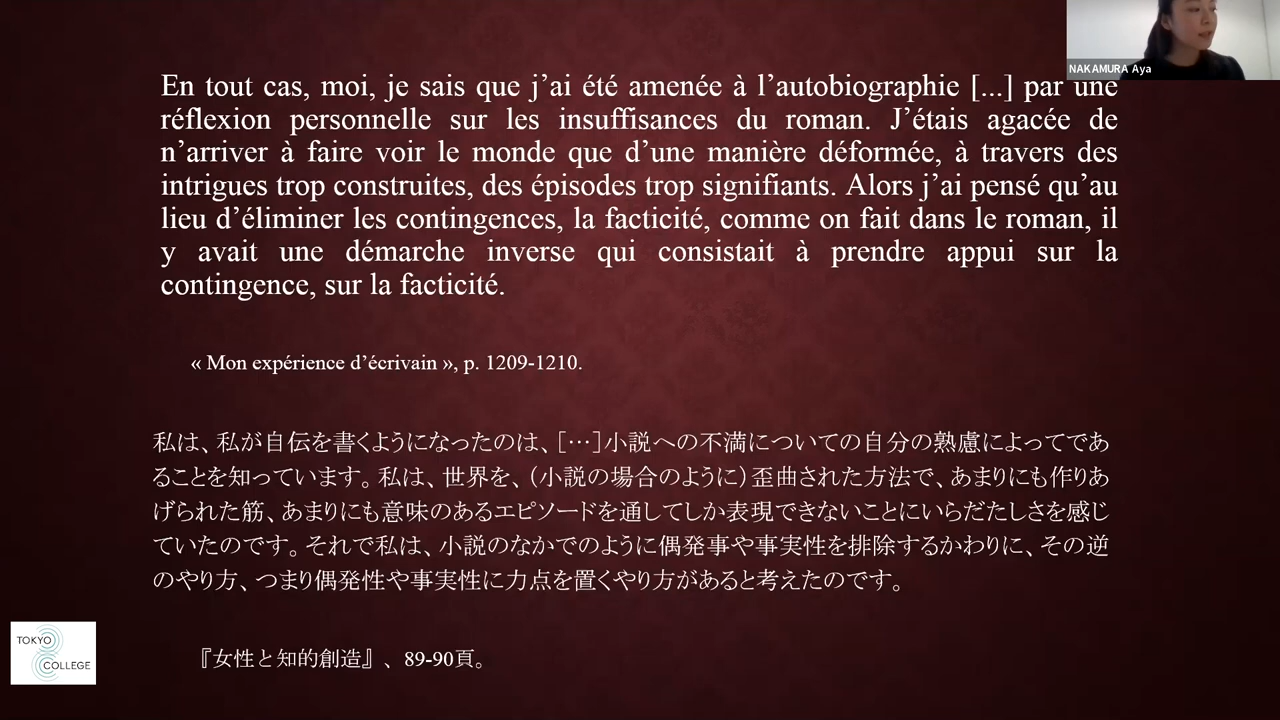 NAKAMURA Aya
En tout cas, moi, je sais que j’ai été amenée à l’autobiographie [...] par une
réflexion personnelle sur les insuffisances du roman. J’étais agacée de
n’arriver à faire voir le monde que d’une manière déformée, à travers des
intrigues trop construites, des épisodes trop signifiants. Alors j’ai pensé qu’au
lieu d’éliminer les contingences, la facticité, comme on fait dans le roman, il
y avait une démarche inverse qui consistait à prendre appui sur la
contingence, sur la facticité.
« Mon expérience d’écrivain », p. 1209-1210.
私は、私が自伝を書くようになったのは、[…]小説への不満についての自分の熟慮によってであ
ることを知っています。私は、世界を、（小説の場合のように）歪曲された方法で、あまりにも作りあ
げられた筋、あまりにも意味のあるエピソードを通してしか表現できないことにいらだたしさを感じ
ていたのです。それで私は、小説のなかでのように偶発事や事実性を排除するかわりに、その逆
のやり方、つまり偶発性や事実性に力点を置くやり方があると考えたのです。
『女性と知的創造』、89-90頁。
TOKYO
COLLEGE